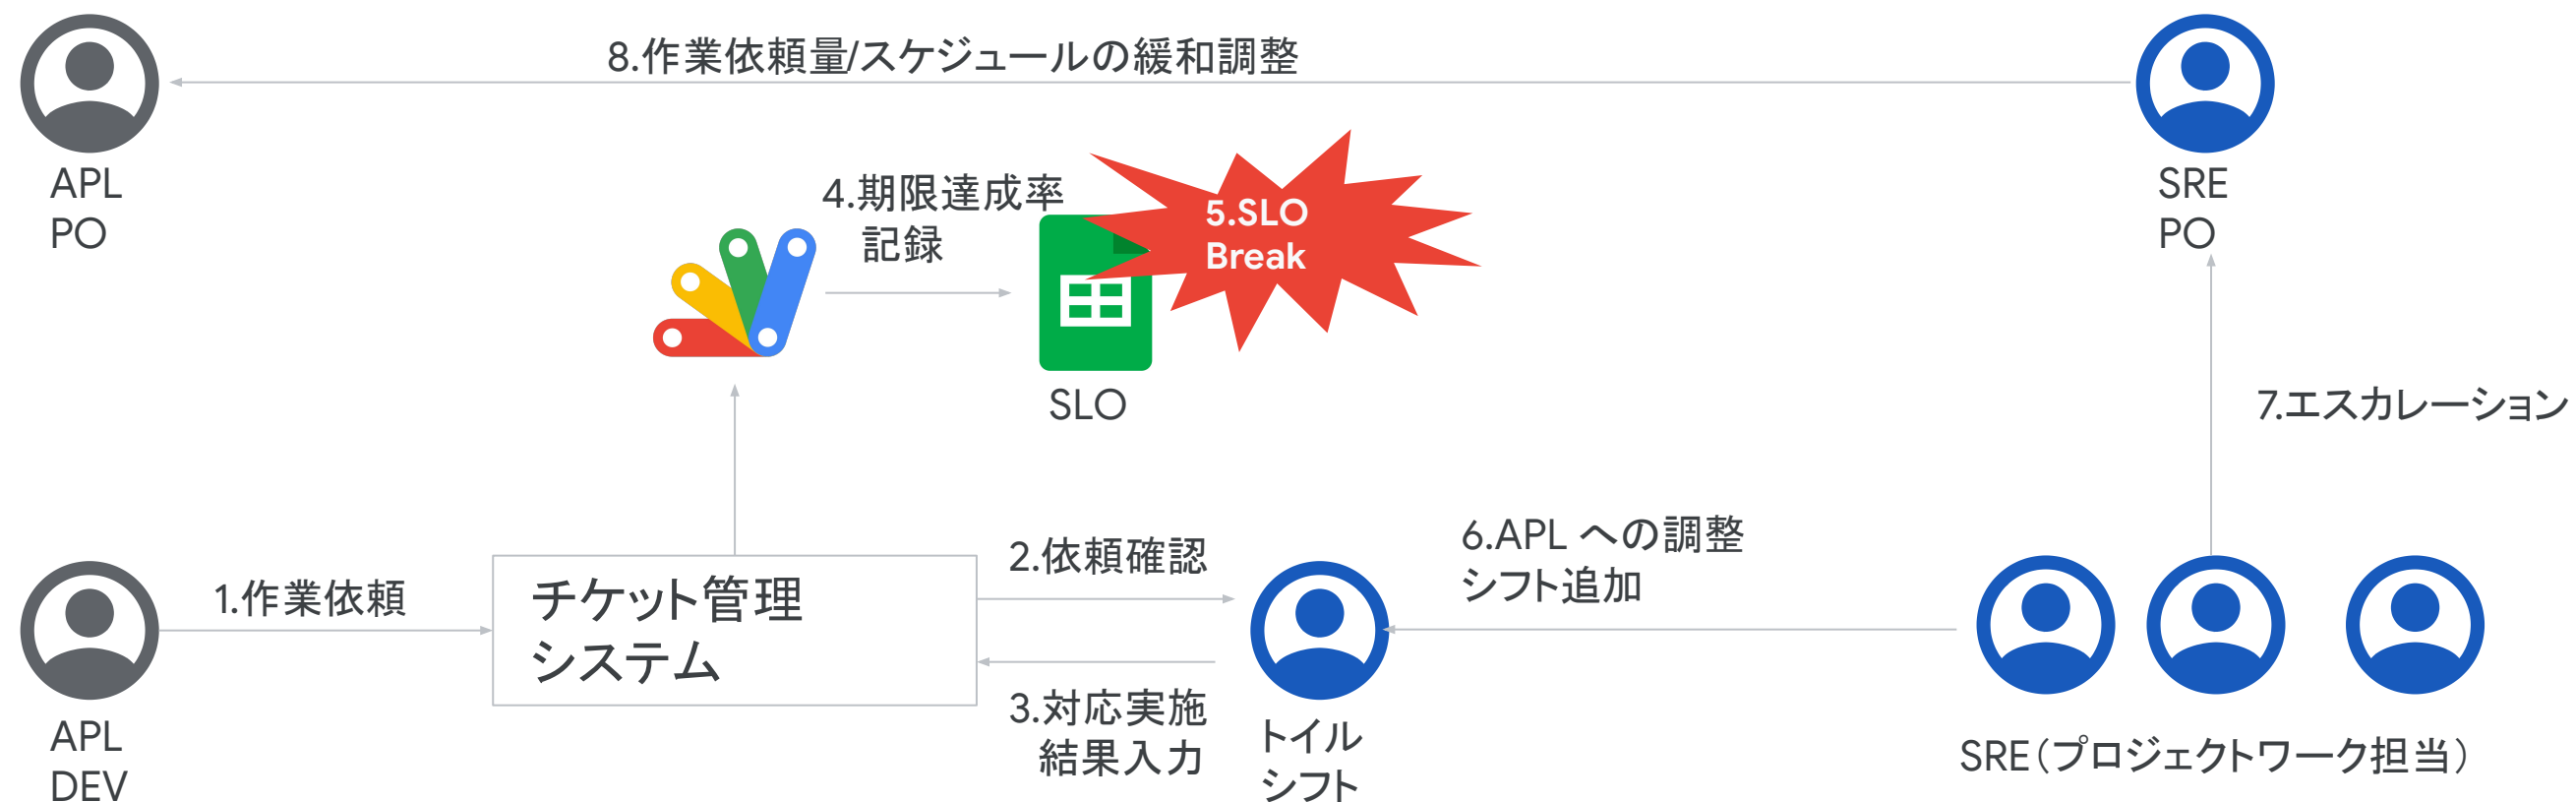 8.作業依頼量/スケジュールの緩和調整
APL
PO
SRE
PO
4.期限達成率
記録
5.SLO
Break
SLO
7.エスカレーション
1.作業依頼
チケット管理
システム
2.依頼確認
3.対応実施
結果入力
6.APL への調整
シフト追加
APL
DEV
トイル
シフト
SRE（プロジェクトワーク担当）